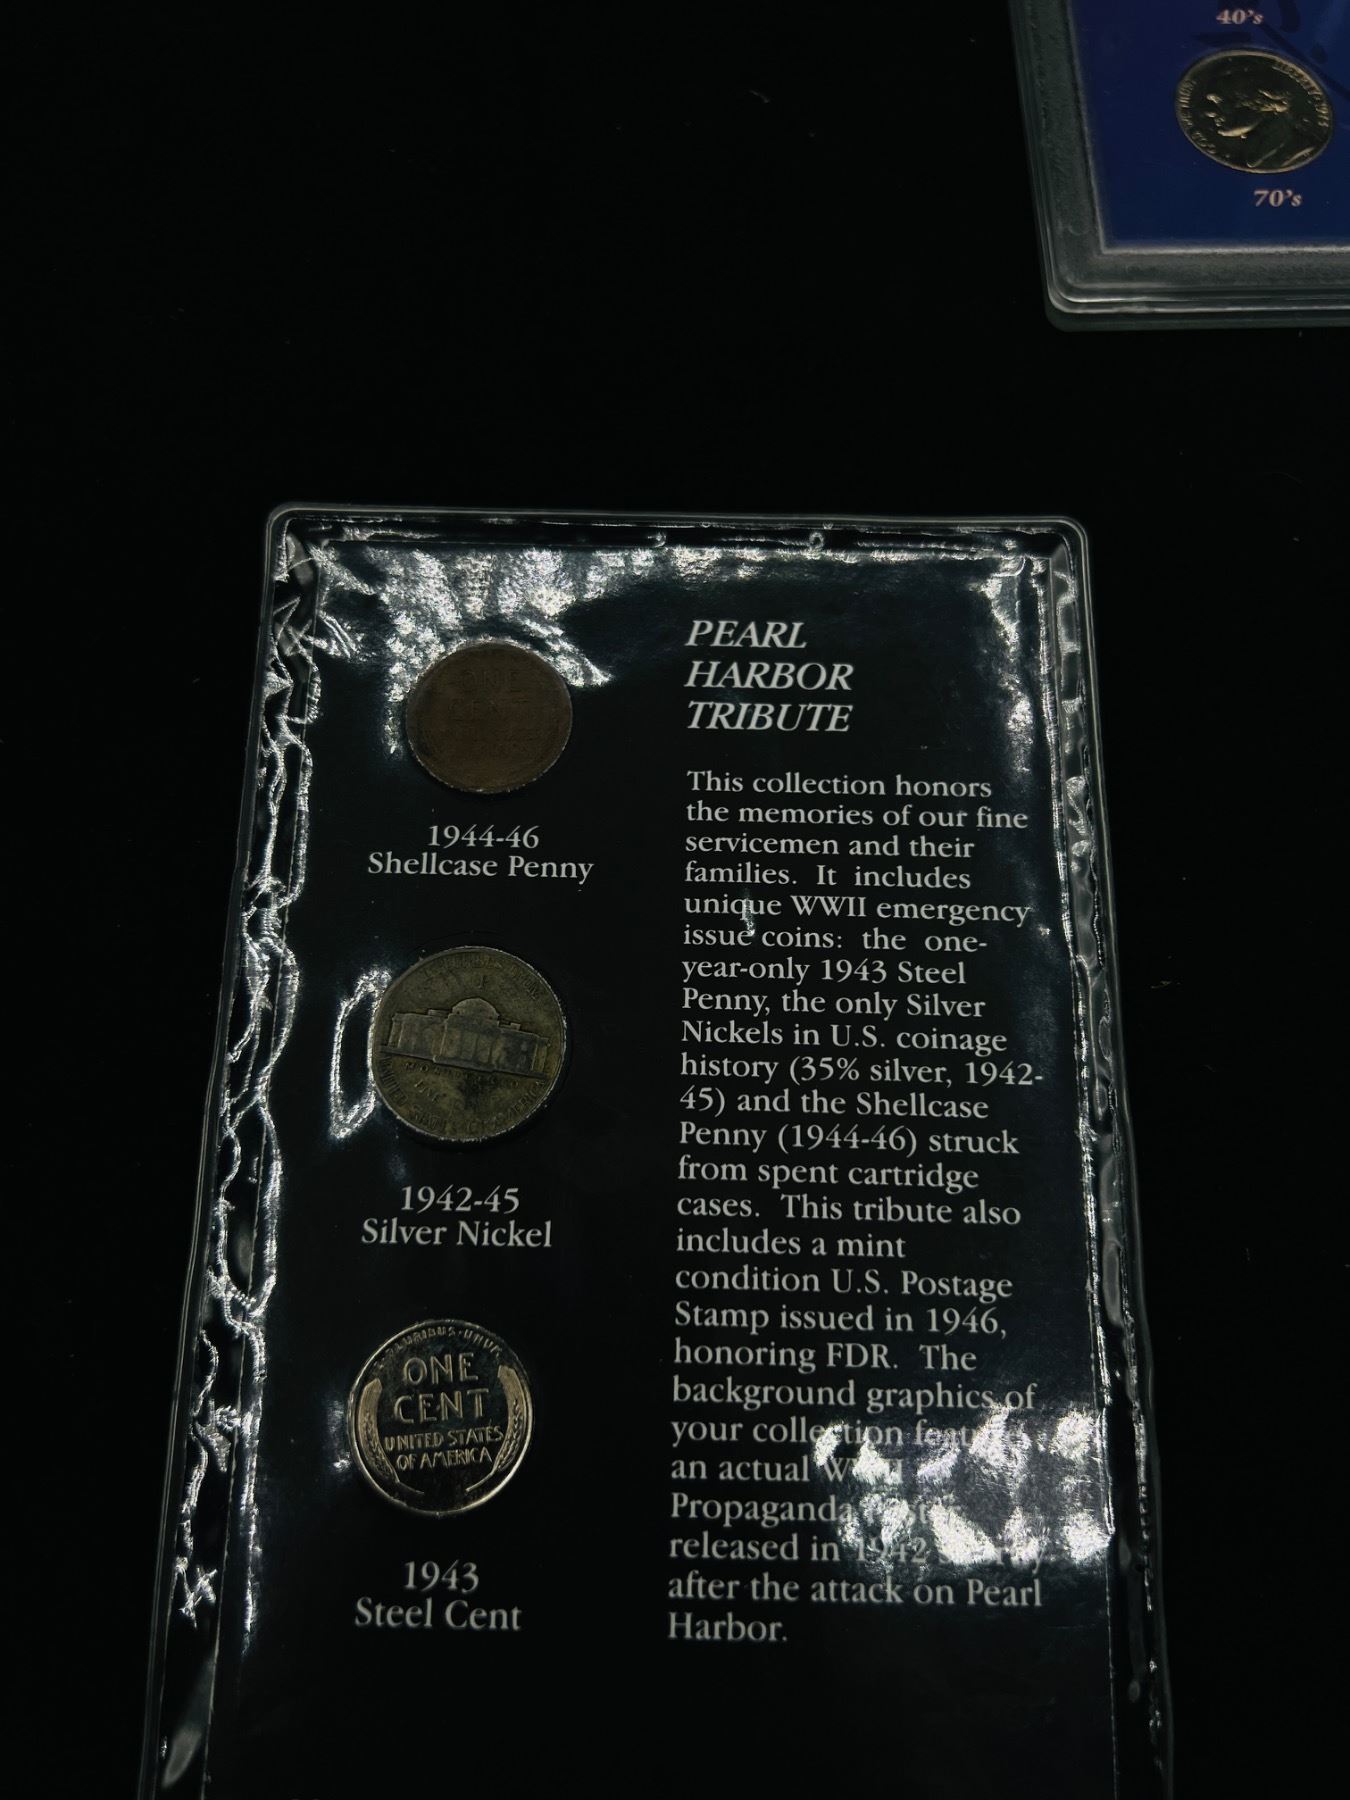 40's
70's
ONE
CENT
1944-46
Shellcase Penny
1942-45
Silver Nickel
ONE
CENT
UNITED STATES
OF AMERICA
1943
Steel Cent
PEARL
HARBOR
TRIBUTE
This collection honors
the memories of our fine
servicemen and their
families. It includes
unique WWII emergency
issue coins: the one-
year-only 1943 Steel
Penny, the only Silver
Nickels in U.S. coinage
history (35% silver, 1942-
45) and the Shellcase
Penny (1944-46) struck
from spent cartridge
cases. This tribute also
includes a mint
condition U.S. Postage
Stamp issued in 1946,
honoring FDR. The
background graphics of
your collection
an actual WWII
Propaganda
released in 1942
after the attack on Pearl
Harbor.